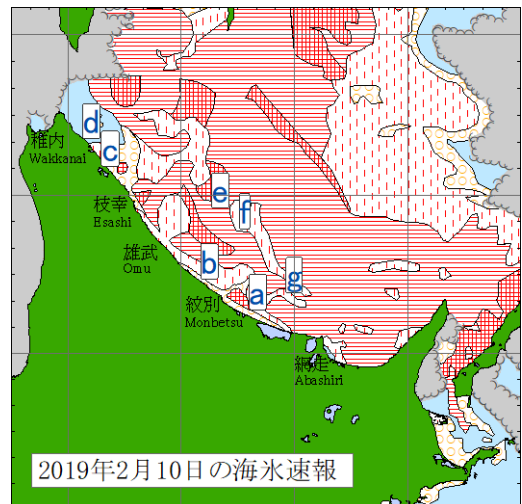 d
稚内
Wakkanai
c
e
枝幸
Esashi
f
雄武
Omu
b
g
a
紋別
Monbetsu
網走
Abashiri
2019年2月10日の海氷速報